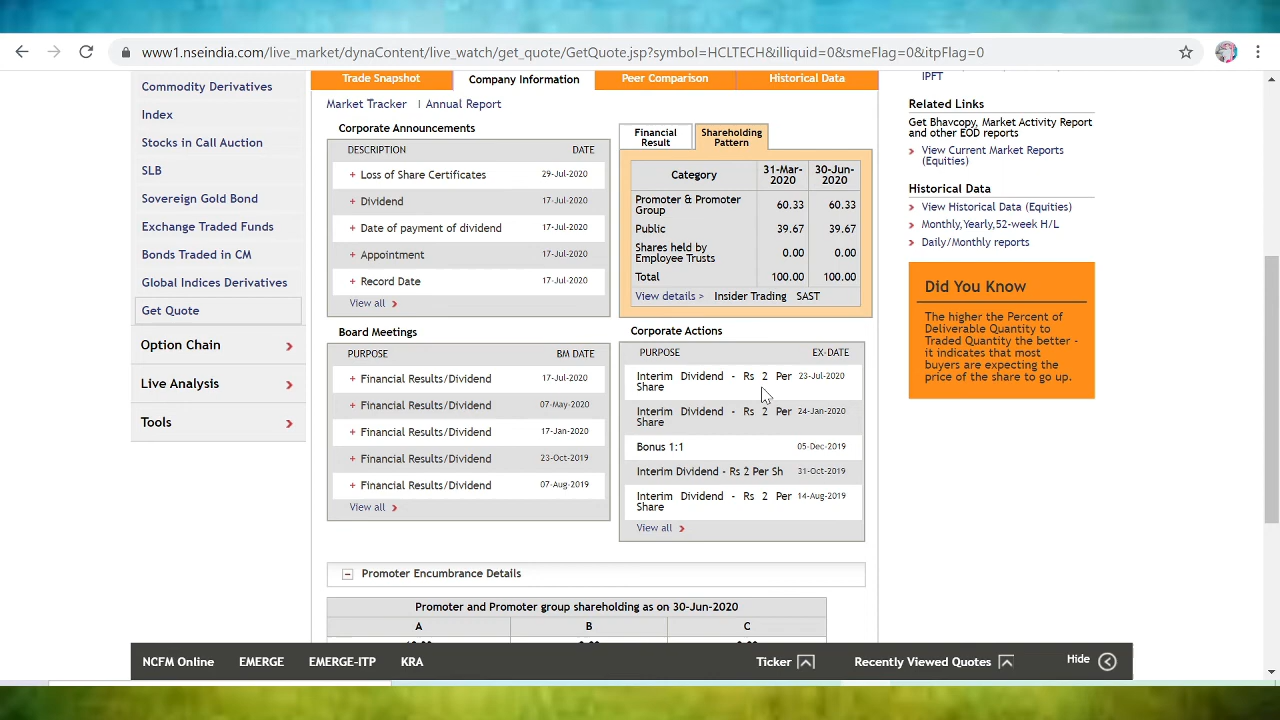 www1.nseindia.com/live_market/dynaContent/live_watch/get_quote/GetQuote.jsp?symbol=HCLTECH&illiquid=0&smeFlag=0&itpFlag=0
Commodity Derivatives
Index
Stocks in Call Auction
SLB
Sovereign Gold Bond
Exchange Traded Funds
Bonds Traded in CM
Global Indices Derivatives
Get Quote
Option Chain
Live Analysis
Tools
Trade Snapshot Company Information Peer Comparison Historical Data
Market Tracker | Annual Report
Corporate Announcements
DESCRIPTION DATE
+ Loss of Share Certificates 29-Jul-2020
+ Dividend 17-Jul-2020
+ Date of payment of dividend 17-Jul-2020
+ Appointment 17-Jul-2020
+ Record Date 17-Jul-2020
View all >
Financial Result
Shareholding Pattern
Category 31-Mar-2020 30-Jun-2020
Promoter & Promoter Group 60.33 60.33
Public 39.67 39.67
Shares held by Employee Trusts 0.00 0.00
Total 100.00 100.00
View details > Insider Trading SAST
Board Meetings
PURPOSE BM DATE
+ Financial Results/Dividend 17-Jul-2020
+ Financial Results/Dividend 07-May-2020
+ Financial Results/Dividend 17-Jan-2020
+ Financial Results/Dividend 23-Oct-2019
+ Financial Results/Dividend 07-Aug-2019
View all >
Corporate Actions
PURPOSE EX-DATE
Interim Dividend - Rs 2 Per Share 23-Jul-2020
Interim Dividend - Rs 2 Per Share 24-Jan-2020
Bonus 1:1 05-Dec-2019
Interim Dividend - Rs 2 Per Sh 31-Oct-2019
Interim Dividend - Rs 2 Per Share 14-Aug-2019
View all >
Promoter Encumbrance Details
Promoter and Promoter group shareholding as on 30-Jun-2020
A B C
IPFT
Related Links
Get Bhavcopy, Market Activity Report
and other EOD reports
View Current Market Reports
(Equities)
Historical Data
View Historical Data (Equities)
Monthly,Yearly,52-week H/L
Daily/Monthly reports
Did You Know
The higher the Percent of
Deliverable Quantity to
Traded Quantity the better -
it indicates that most
buyers are expecting the
price of the share to go up.
NCFM Online EMERGE EMERGE-ITP KRA Ticker Recently Viewed Quotes Hide